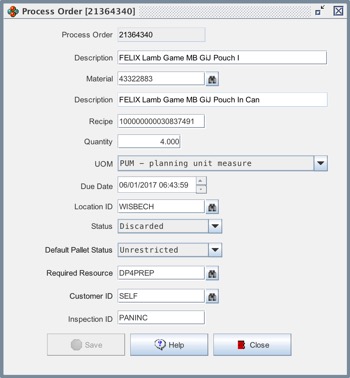 Process Order [21364340]
Process Order 21364340
Description FELIX Lamb Game MB GiJ Pouch I
Material 43322883
Description FELIX Lamb Game MB GiJ Pouch In Can
Recipe 100000000030837491
Quantity 4.000
UOM PUM - planning unit measure
Due Date 06/01/2017 06:43:59
Location ID WISBECH
Status Discarded
Default Pallet Status Unrestricted
Required Resource DP4PREP
Customer ID SELF
Inspection ID PANINC
Save Help Close